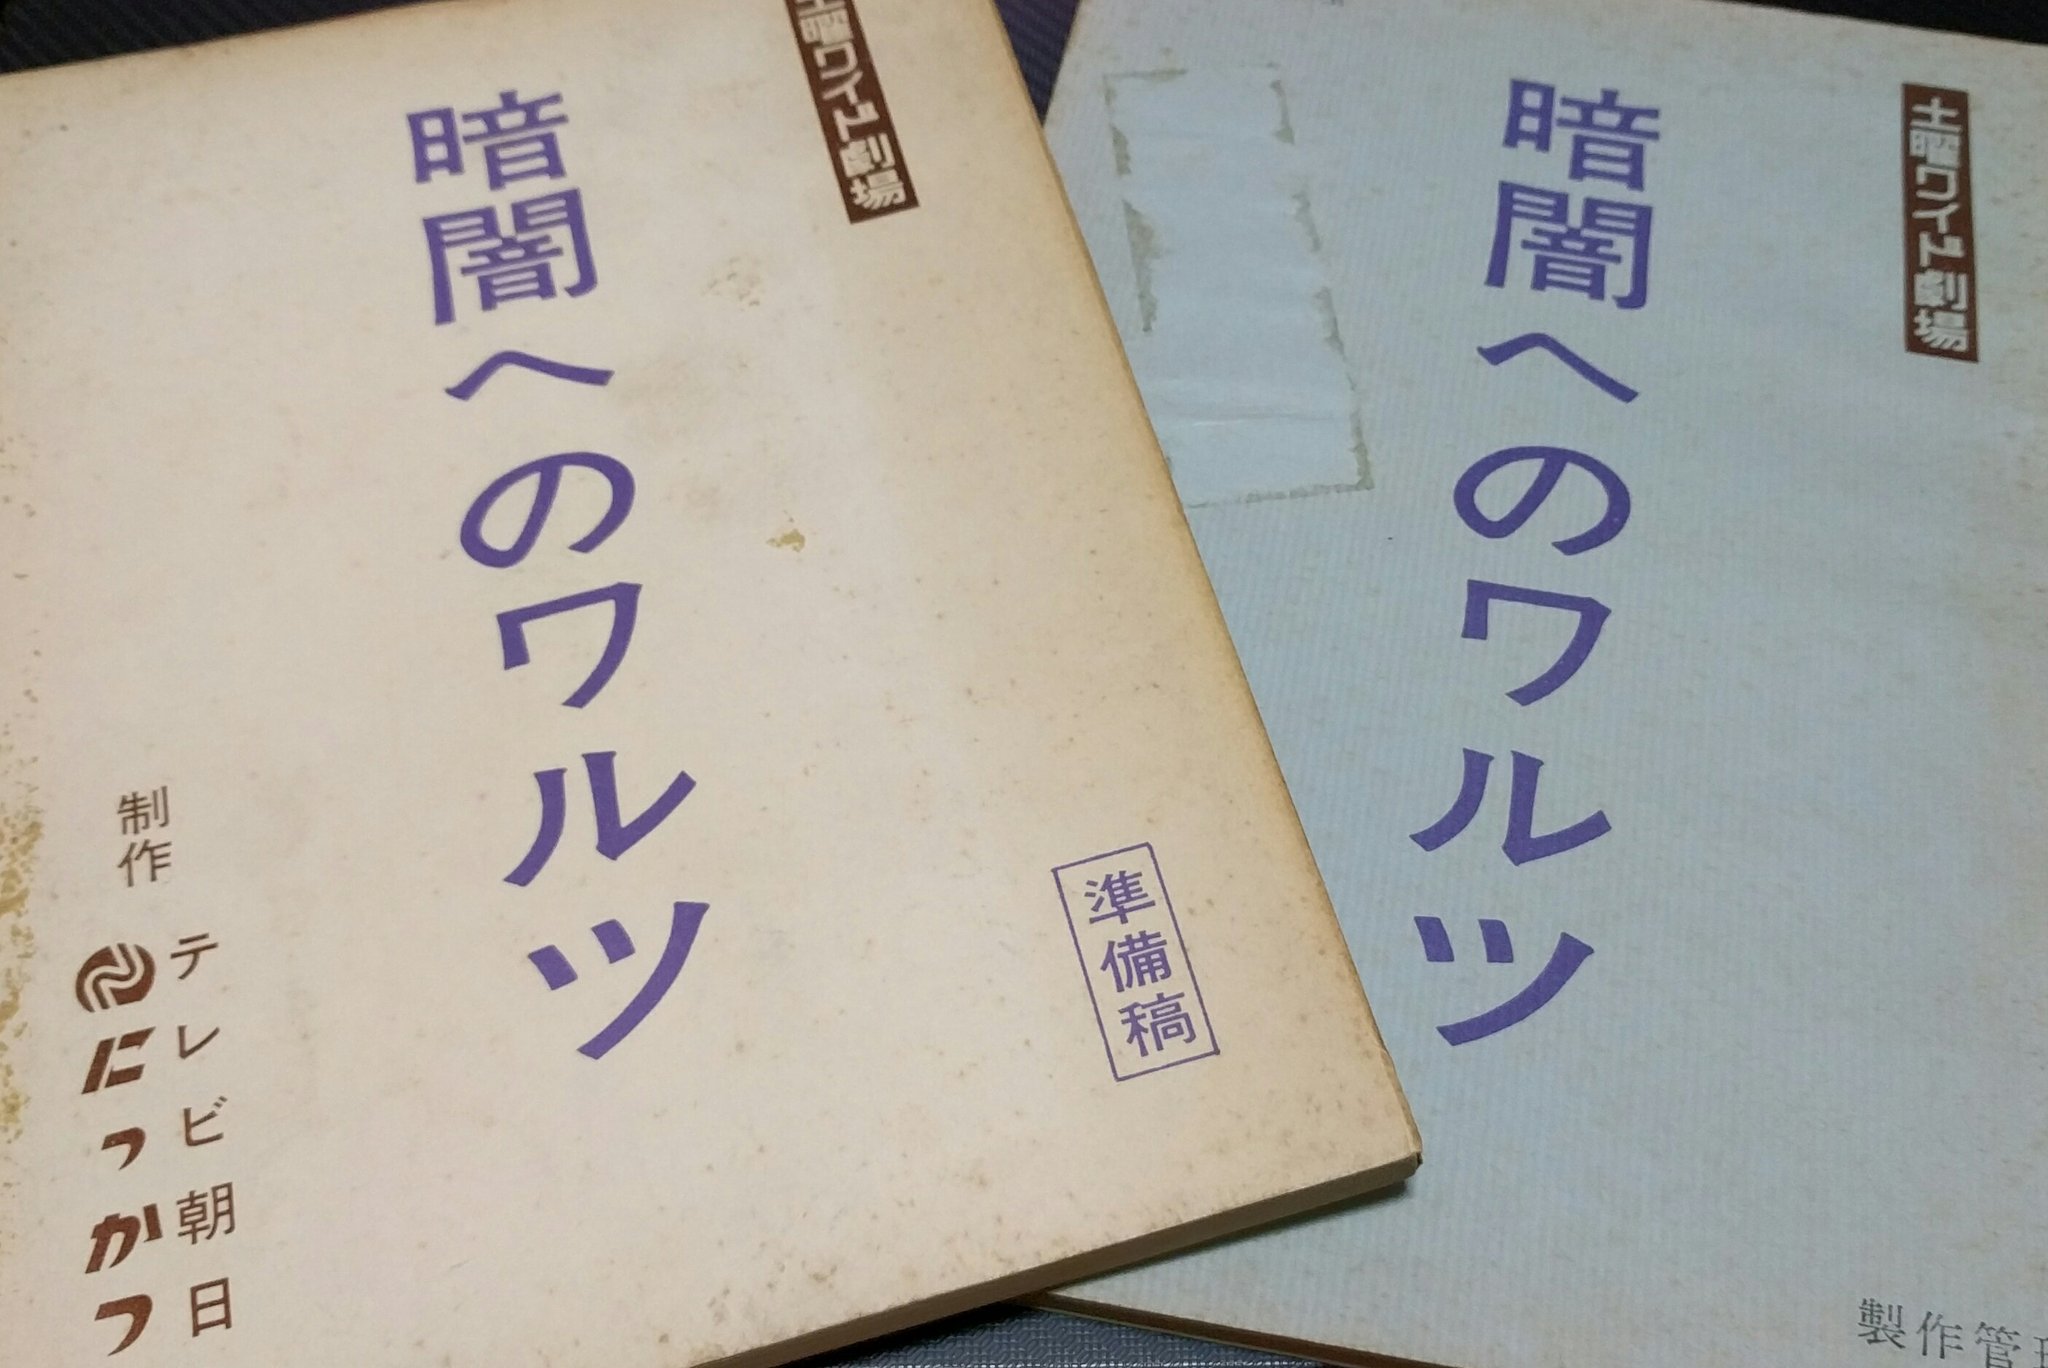 土曜ワイド劇場
暗闇へのワルツ
準備稿
制作
テレビ朝日
にっかつ
土曜ワイド劇場
暗闇へのワルツ
製作管理